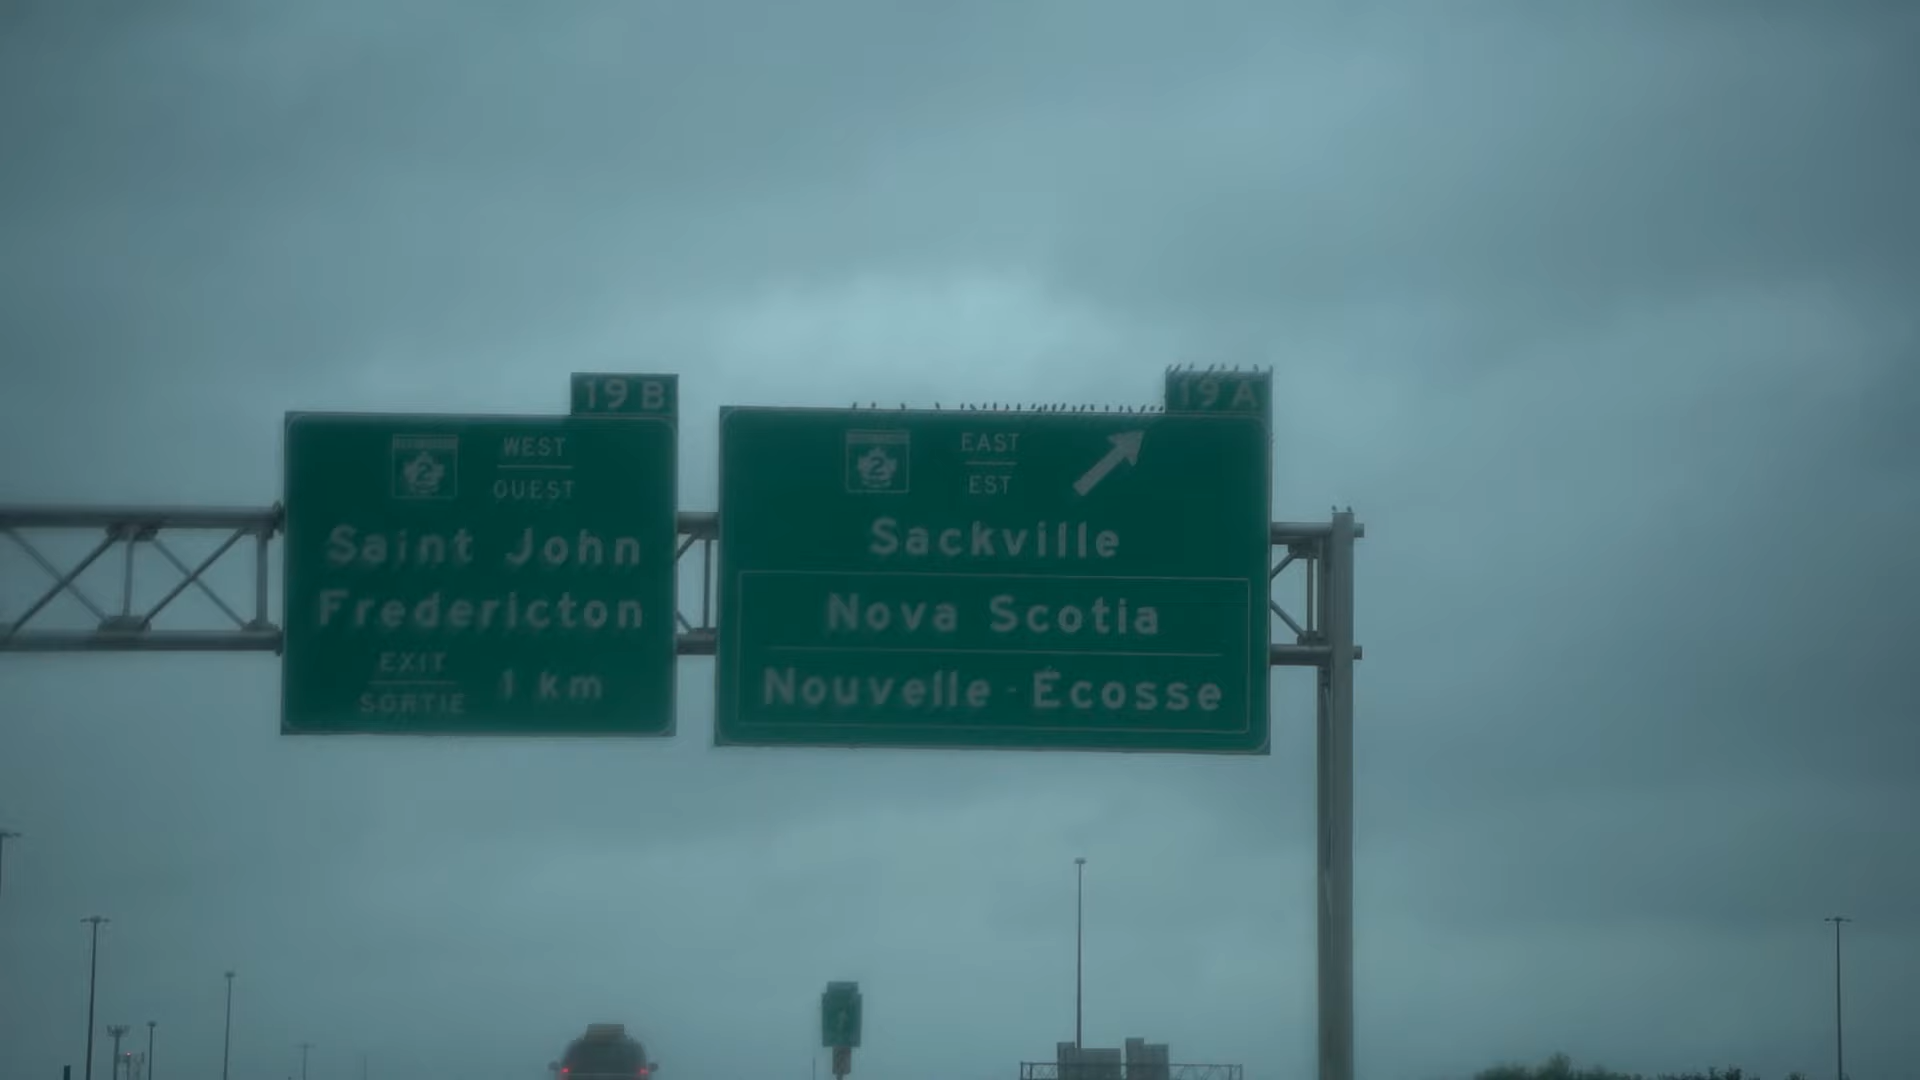 19 B
2
WEST
OUEST
Saint John
Fredericton
EXIT
SORTIE
1 km
19 A
2
EAST
EST
Sackville
Nova Scotia
Nouvelle-Écosse